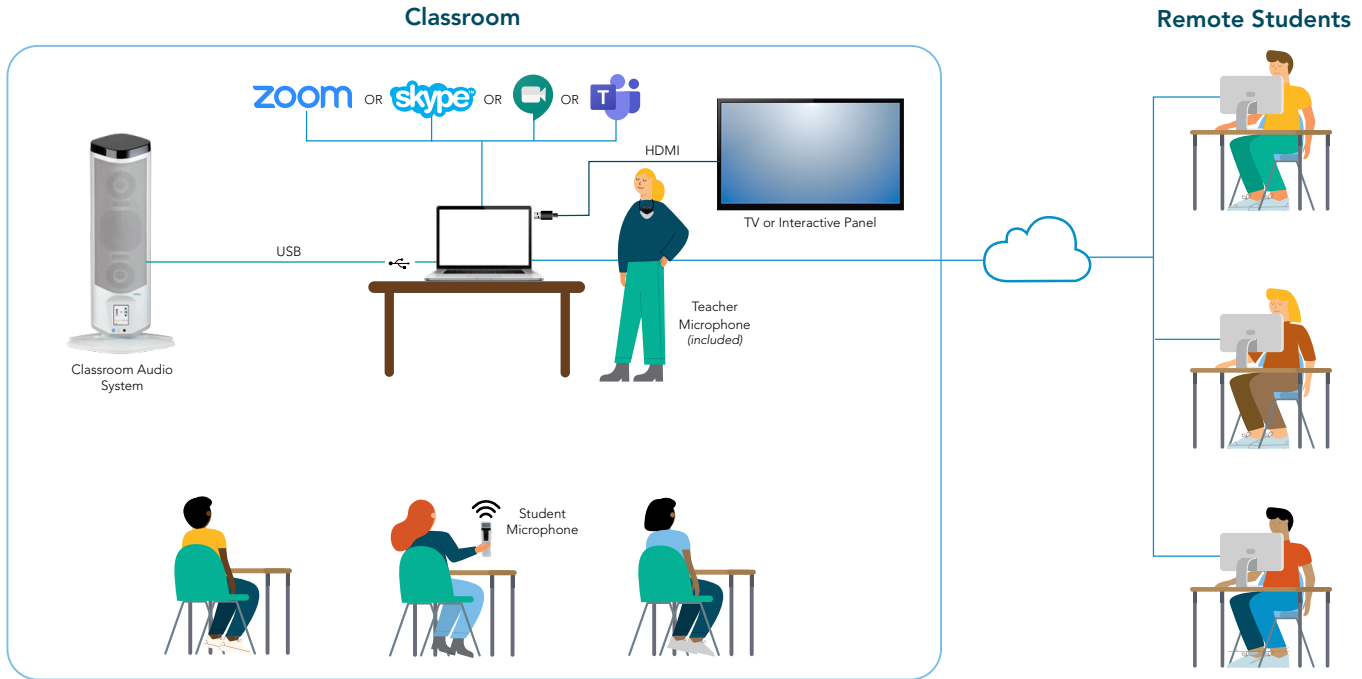 Classroom
Remote Students
zoom OR skype OR OR T
HDMI
TV or Interactive Panel
USB
Teacher
Microphone
(included)
Classroom Audio
System
Student
Microphone